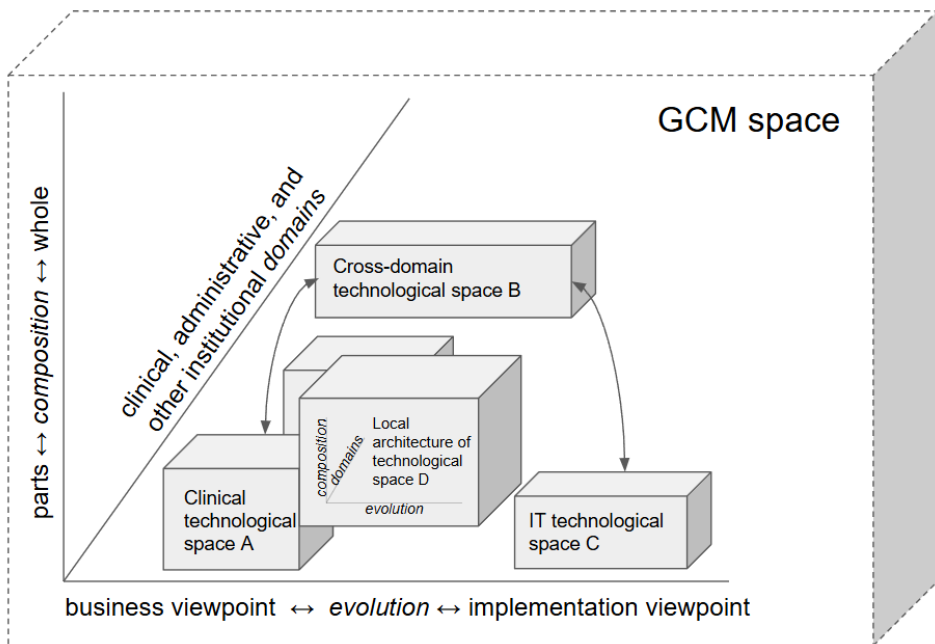 GCM space
parts ↔ composition ↔ whole
clinical, administrative, and
other institutional domains
Cross-domain
technological space B
composition
domains
evolution
Local
architecture of
technological
space D
Clinical
technological
space A
IT technological
space C
business viewpoint ↔ evolution ↔ implementation viewpoint